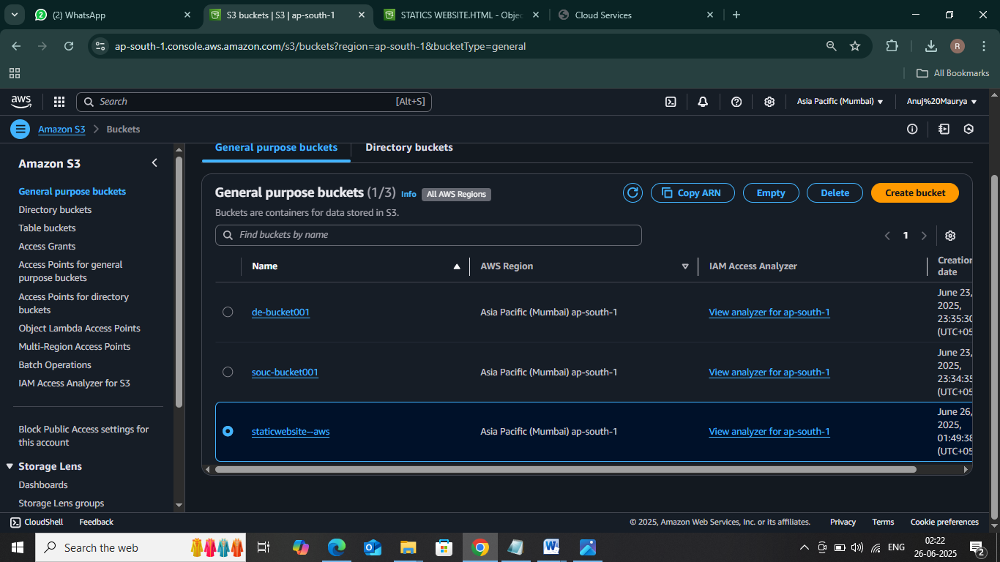 (2) WhatsApp
S3 buckets | S3 | ap-south-1
STATICS WEBSITE.HTML - Objec
Cloud Services
ap-south-1.console.aws.amazon.com/s3/buckets?region=ap-south-1&bucketType=general
R
All Bookmarks
aws
Search
[Alt+S]
Asia Pacific (Mumbai)
Anuj%20Maurya
Amazon S3
Buckets
Amazon S3
General purpose buckets
Directory buckets
Table buckets
Access Grants
Access Points for general
purpose buckets
Access Points for directory
buckets
Object Lambda Access Points
Multi-Region Access Points
Batch Operations
IAM Access Analyzer for S3
Block Public Access settings for
this account
Storage Lens
Dashboards
Storage Lens groups
General purpose buckets
Directory buckets
General purpose buckets (1/3) Info All AWS Regions
Copy ARN
Empty
Delete
Create bucket
Buckets are containers for data stored in S3.
Find buckets by name
1
Name
AWS Region
IAM Access Analyzer
Creation
date
de-bucket001
Asia Pacific (Mumbai) ap-south-1
View analyzer for ap-south-1
June 23,
2025,
23:35:30
(UTC+05
souc-bucket001
Asia Pacific (Mumbai) ap-south-1
View analyzer for ap-south-1
June 23,
2025,
23:34:35
(UTC+05
staticwebsite--aws
Asia Pacific (Mumbai) ap-south-1
View analyzer for ap-south-1
June 26,
2025,
01:49:38
(UTC+05
CloudShell
Feedback
© 2025, Amazon Web Services, Inc. or its affiliates.
Privacy
Terms
Cookie preferences
Search the web
ENG
02:22
26-06-2025
2